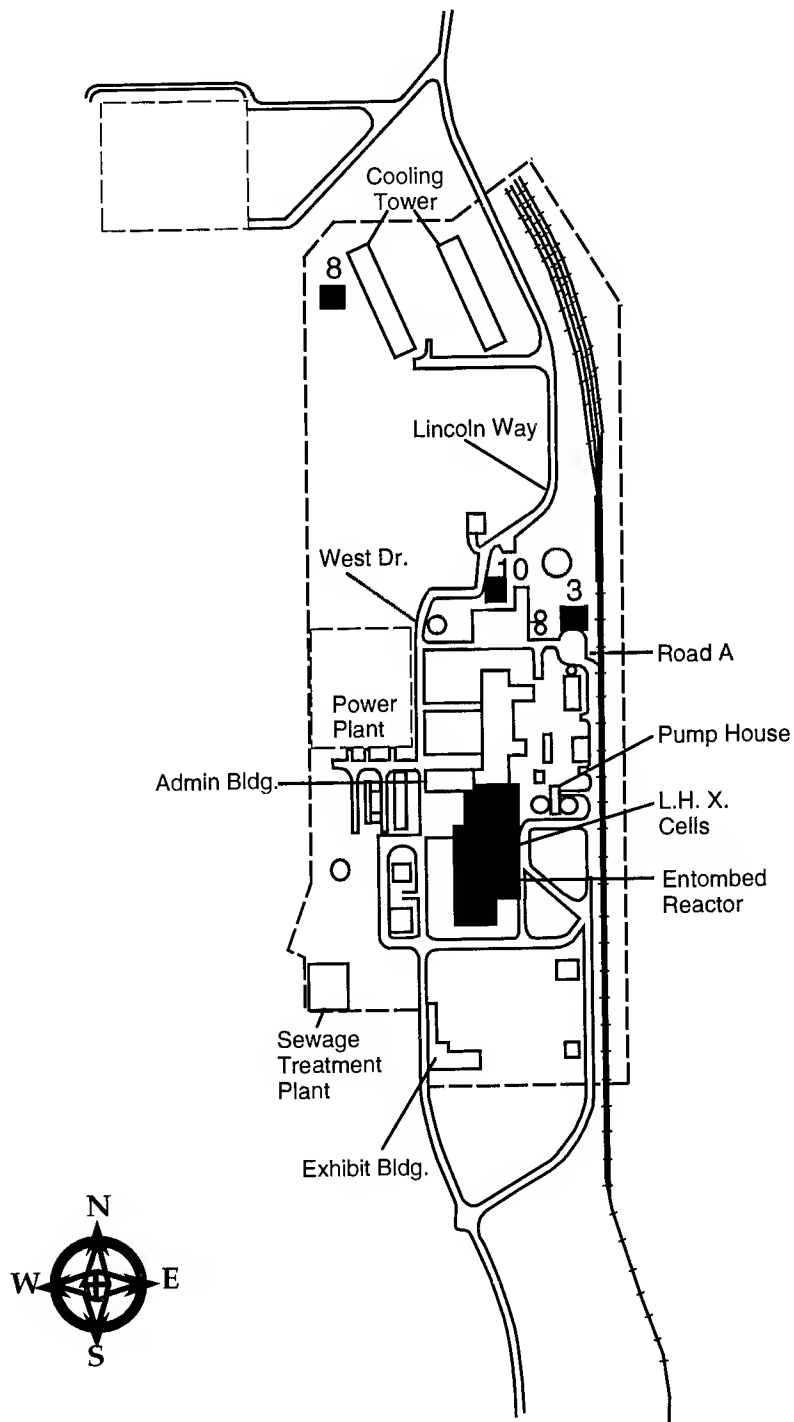 Cooling
Tower
8
Lincoln Way
West Dr.
10
3
8
Road A
Power
Plant
Pump House
Admin Bldg.
L.H. X.
Cells
Entombed
Reactor
Sewage
Treatment
Plant
Exhibit Bldg.
N
W
E
S